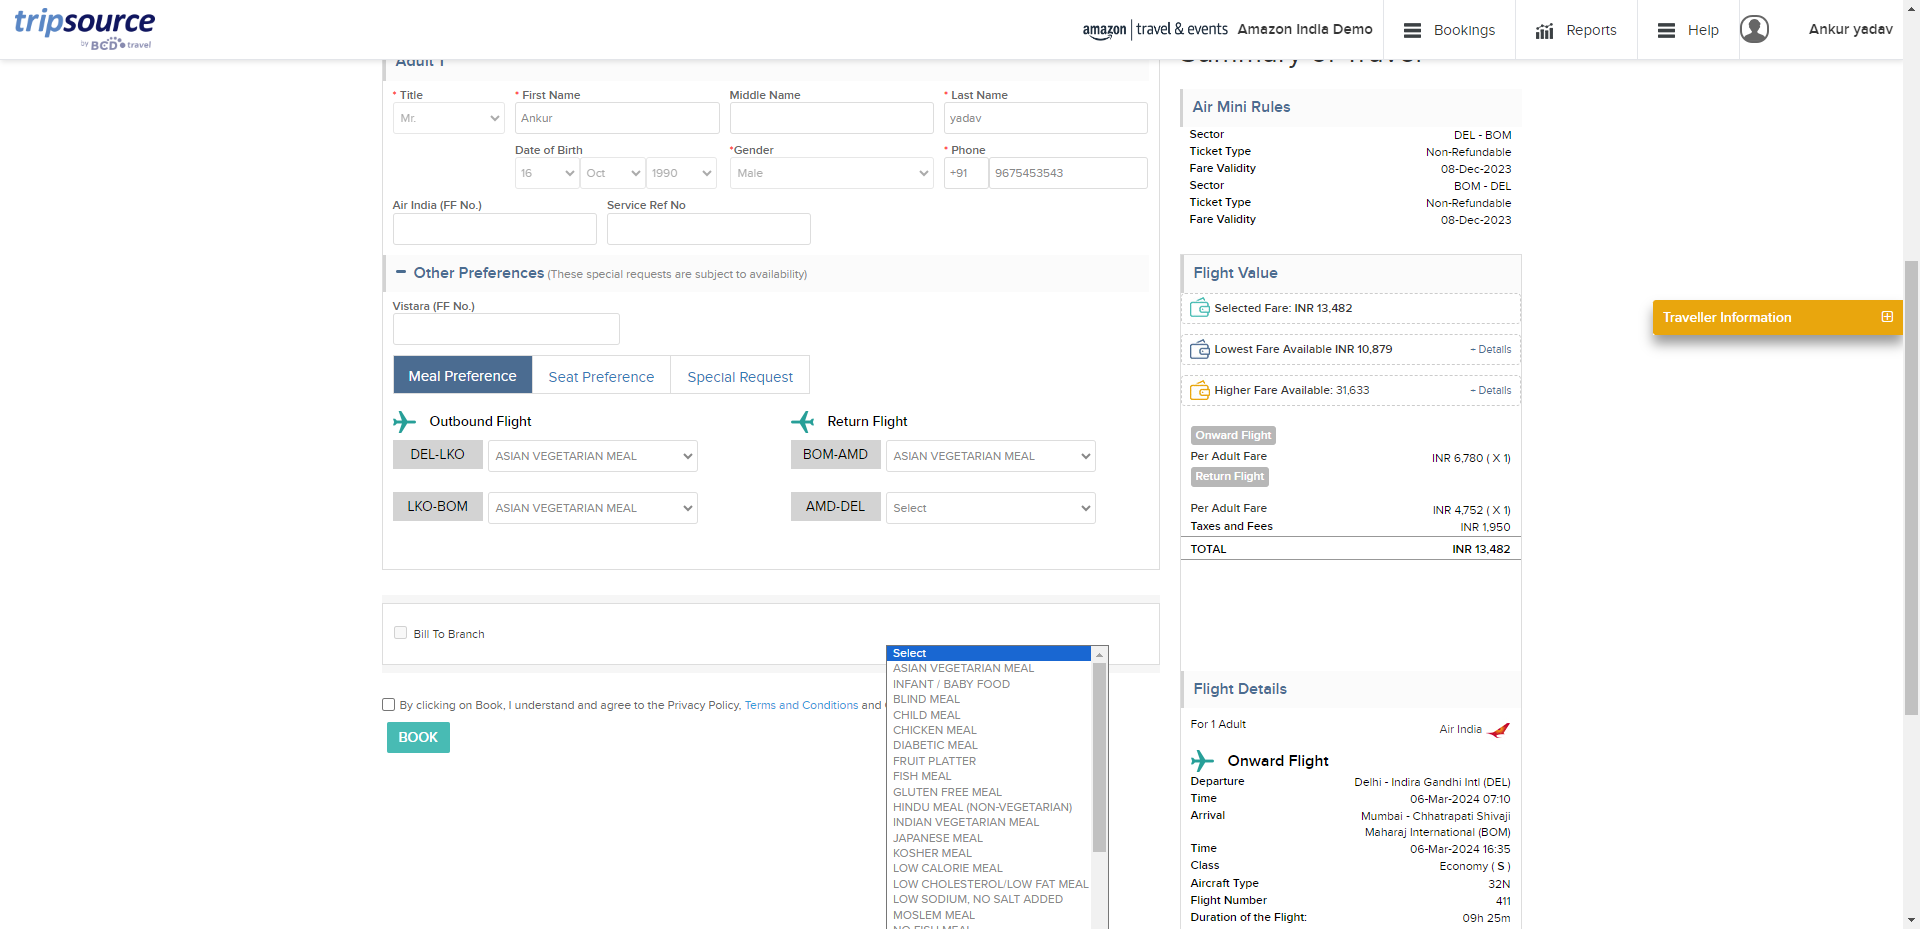 tripsource
by BCD travel
amazon | travel & events
Amazon India Demo
Bookings
Reports
Help
Ankur yadav
Adult 1
* Title
* First Name
Middle Name
* Last Name
Mr.
Ankur
yadav
Date of Birth
*Gender
* Phone
16
Oct
1990
Male
+91
9675453543
Air India (FF No.)
Service Ref No
Other Preferences (These special requests are subject to availability)
Vistara (FF No.)
Meal Preference
Seat Preference
Special Request
Outbound Flight
Return Flight
DEL-LKO
ASIAN VEGETARIAN MEAL
BOM-AMD
ASIAN VEGETARIAN MEAL
LKO-BOM
ASIAN VEGETARIAN MEAL
AMD-DEL
Select
Bill To Branch
By clicking on Book, I understand and agree to the Privacy Policy, Terms and Conditions and
BOOK
Select
ASIAN VEGETARIAN MEAL
INFANT / BABY FOOD
BLIND MEAL
CHILD MEAL
CHICKEN MEAL
DIABETIC MEAL
FRUIT PLATTER
FISH MEAL
GLUTEN FREE MEAL
HINDU MEAL (NON-VEGETARIAN)
INDIAN VEGETARIAN MEAL
JAPANESE MEAL
KOSHER MEAL
LOW CALORIE MEAL
LOW CHOLESTEROL/LOW FAT MEAL
LOW SODIUM, NO SALT ADDED
MOSLEM MEAL
NO FISH MEAL
Summary of Travel
Air Mini Rules
Sector DEL - BOM
Ticket Type Non-Refundable
Fare Validity 08-Dec-2023
Sector BOM - DEL
Ticket Type Non-Refundable
Fare Validity 08-Dec-2023
Flight Value
Selected Fare: INR 13,482
Lowest Fare Available INR 10,879 - Details
Higher Fare Available: 31,633 - Details
Onward Flight
Per Adult Fare INR 6,780 ( X 1)
Return Flight
Per Adult Fare INR 4,752 ( X 1)
Taxes and Fees INR 1,950
TOTAL INR 13,482
Flight Details
For 1 Adult
Air India
Onward Flight
Departure Delhi - Indira Gandhi Intl (DEL)
Time 06-Mar-2024 07:10
Arrival Mumbai - Chhatrapati Shivaji
Maharaj International (BOM)
Time 06-Mar-2024 16:35
Class Economy ( S )
Aircraft Type 32N
Flight Number 411
Duration of the Flight: 09h 25m
Traveller Information